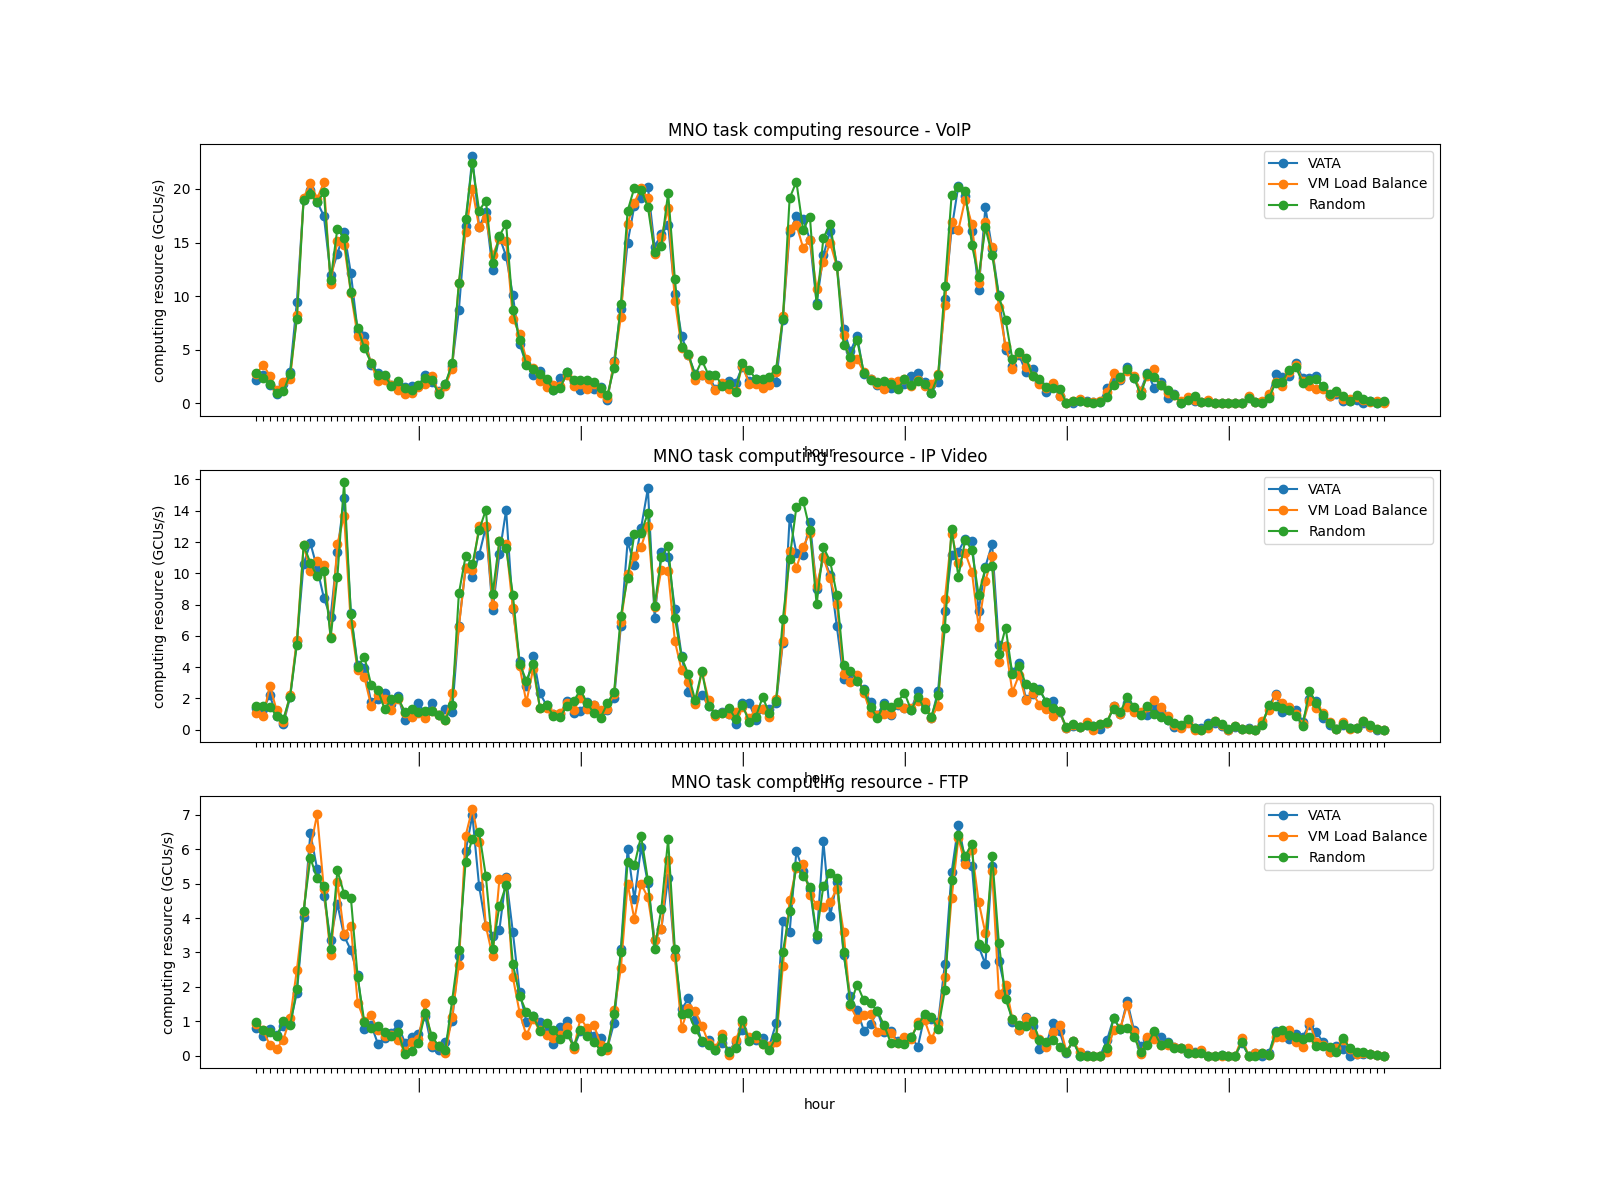 MNO task computing resource - VoIP
computing resource (GCUs/s)
20
15
10
5
0
VATA
VM Load Balance
Random
| | | | | |
hour
MNO task computing resource - IP Video
computing resource (GCUs/s)
16
14
12
10
8
6
4
2
0
VATA
VM Load Balance
Random
| | | | | |
hour
MNO task computing resource - FTP
computing resource (GCUs/s)
7
6
5
4
3
2
1
0
VATA
VM Load Balance
Random
| | | | | |
hour